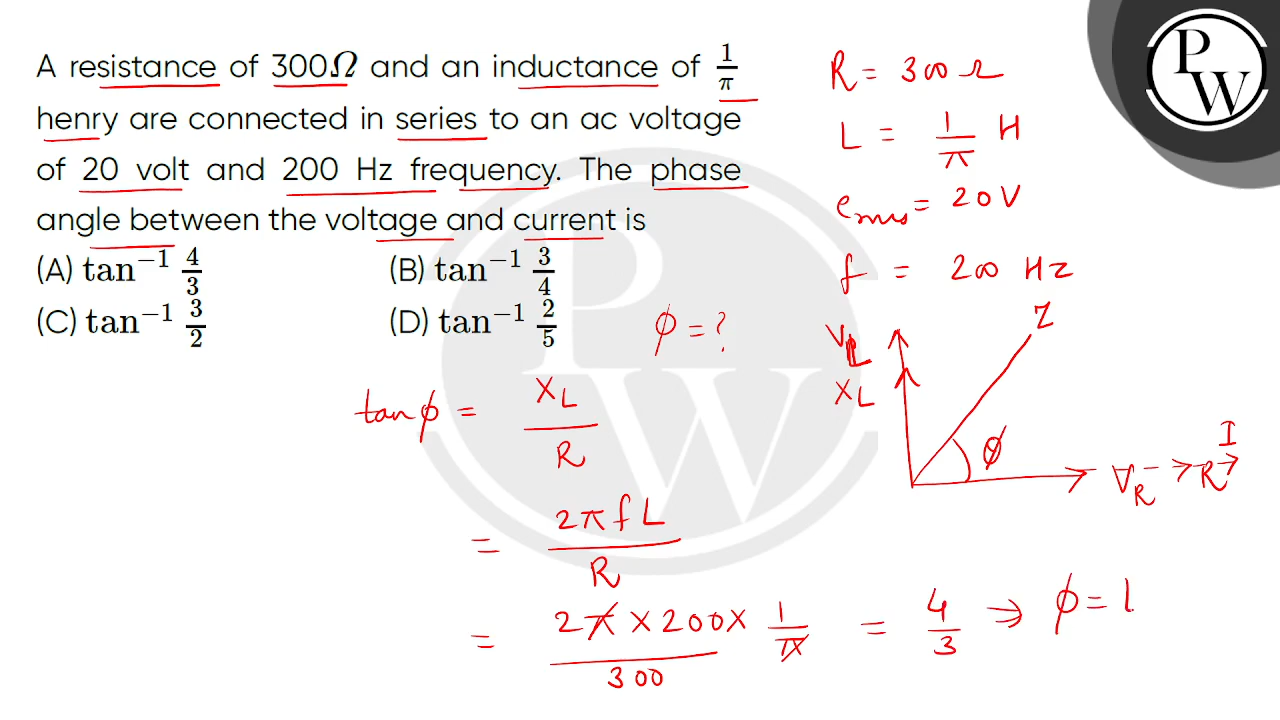 A resistance of 300Ω and an inductance of 1/π
henry are connected in series to an ac voltage
of 20 volt and 200 Hz frequency. The phase
angle between the voltage and current is
(A) tan⁻¹ 4/3 (B) tan⁻¹ 3/4
(C) tan⁻¹ 3/2 (D) tan⁻¹ 2/5
R = 300 Ω
L = 1/π H
e_rms = 20V
f = 200 Hz
ϕ = ?
tan ϕ = X_L / R
= 2πfL / R
= 2π × 200 × 1/π / 300 = 4/3 ⇒ ϕ = l
V_L
X_L
Z
ϕ
V_R → R →
I
PW
PW